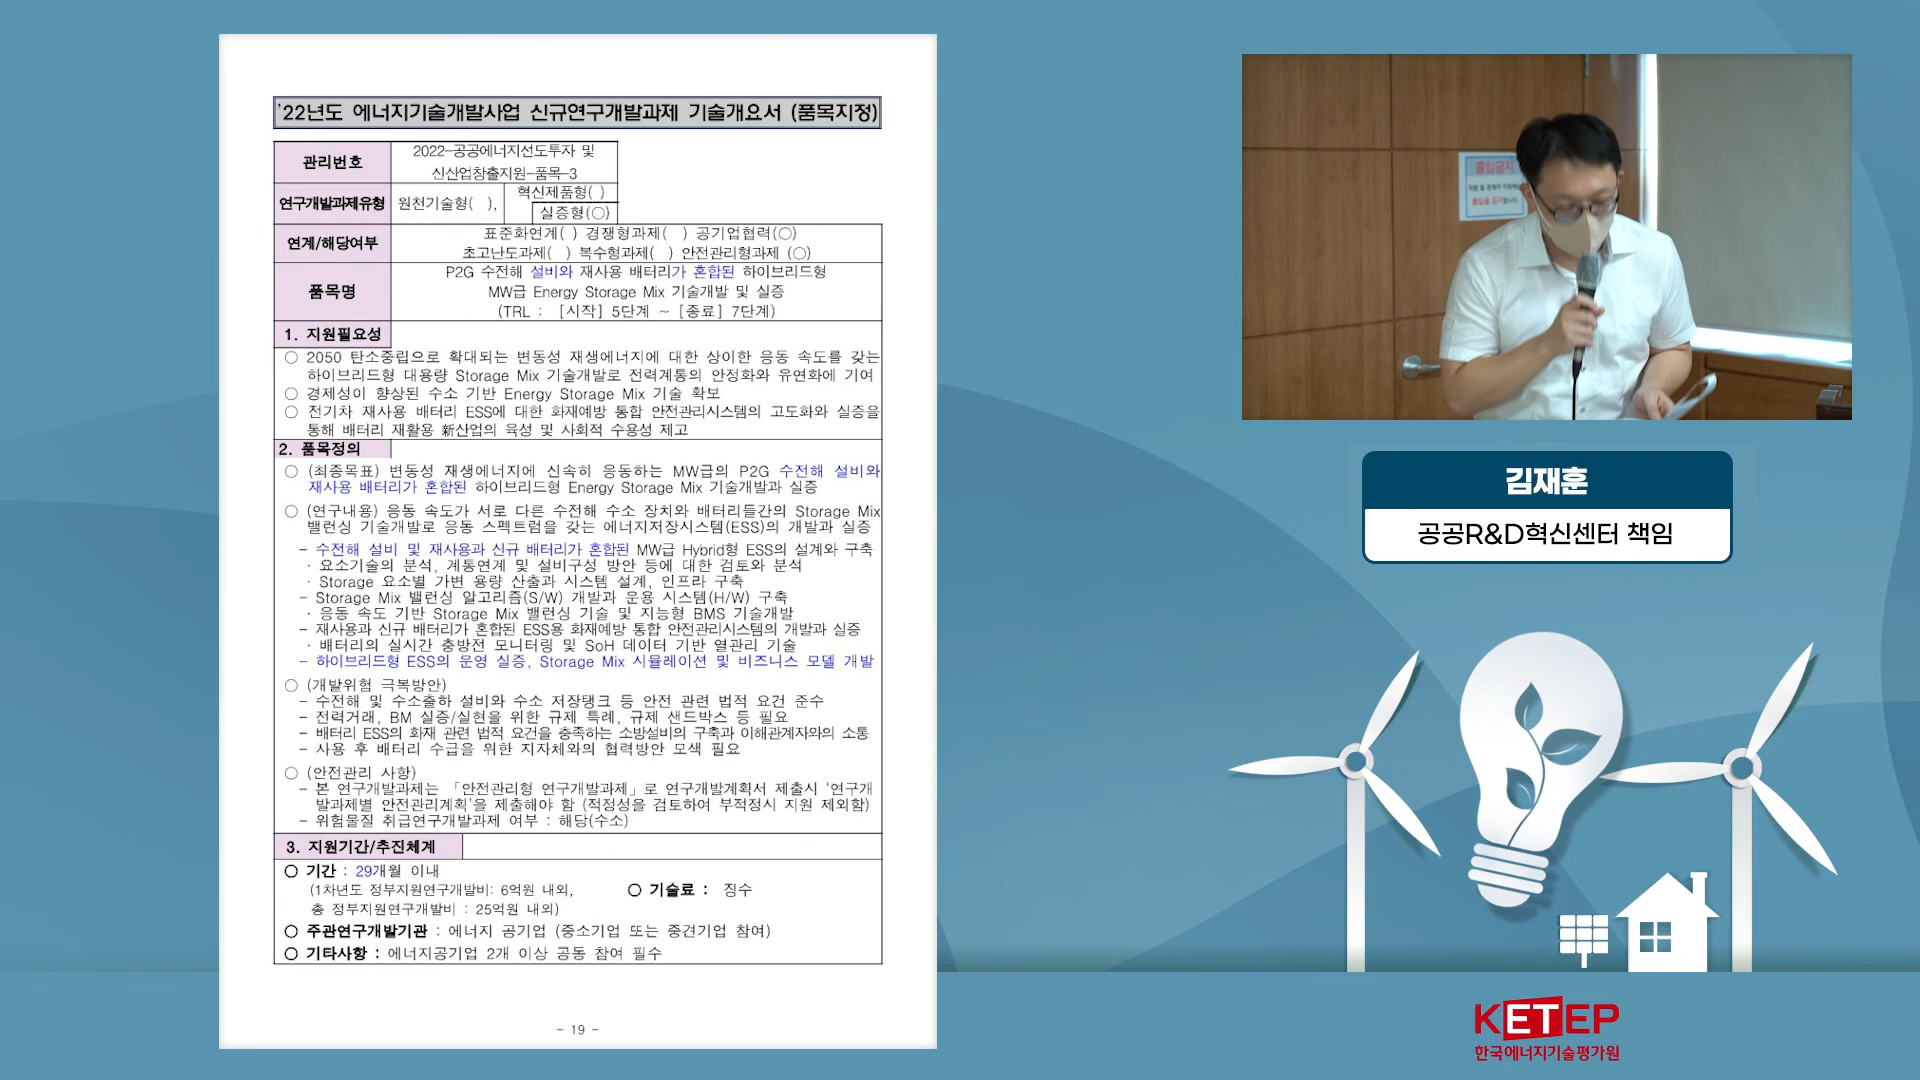 '22년도 에너지기술개발사업 신규연구개발과제 기술개요서 (품목지정)
관리번호
2022-공공에너지선도투자 및
신산업창출지원-품목-3
연구개발과제유형
원천기술형( ),
혁신제품형( )
실증형(○)
연계/해당여부
표준화연계( ) 경쟁형과제( ) 공기업협력(○)
초고난도과제( ) 복수형과제( ) 안전관리형과제 (○)
품목명
P2G 수전해 설비와 재사용 배터리가 혼합된 하이브리드형
MW급 Energy Storage Mix 기술개발 및 실증
(TRL : [시작] 5단계 ~ [종료] 7단계)
1. 지원필요성
○ 2050 탄소중립으로 확대되는 변동성 재생에너지에 대한 상이한 응동 속도를 갖는
하이브리드형 대용량 Storage Mix 기술개발로 전력계통의 안정화와 유연화에 기여
○ 경제성이 향상된 수소 기반 Energy Storage Mix 기술 확보
○ 전기차 재사용 배터리 ESS에 대한 화재예방 통합 안전관리시스템의 고도화와 실증을
통해 배터리 재활용 新산업의 육성 및 사회적 수용성 제고
2. 품목정의
○ (최종목표) 변동성 재생에너지에 신속히 응동하는 MW급의 P2G 수전해 설비와
재사용 배터리가 혼합된 하이브리드형 Energy Storage Mix 기술개발과 실증
○ (연구내용) 응동 속도가 서로 다른 수전해 수소 장치와 배터리들간의 Storage Mix
밸런싱 기술개발로 응동 스펙트럼을 갖는 에너지저장시스템(ESS)의 개발과 실증
- 수전해 설비 및 재사용과 신규 배터리가 혼합된 MW급 Hybrid형 ESS의 설계와 구축
· 요소기술의 분석, 계통연계 및 설비구성 방안 등에 대한 검토와 분석
· Storage 요소별 가변 용량 산출과 시스템 설계, 인프라 구축
- Storage Mix 밸런싱 알고리즘(S/W) 개발과 운용 시스템(H/W) 구축
· 응동 속도 기반 Storage Mix 밸런싱 기술 및 지능형 BMS 기술개발
- 재사용과 신규 배터리가 혼합된 ESS용 화재예방 통합 안전관리시스템의 개발과 실증
· 배터리의 실시간 충방전 모니터링 및 SoH 데이터 기반 열관리 기술
- 하이브리드형 ESS의 운영 실증, Storage Mix 시뮬레이션 및 비즈니스 모델 개발
○ (개발위험 극복방안)
- 수전해 및 수소출하 설비와 수소 저장탱크 등 안전 관련 법적 요건 준수
- 전력거래, BM 실증/실현을 위한 규제 특례, 규제 샌드박스 등 필요
- 배터리 ESS의 화재 관련 법적 요건을 충족하는 소방설비의 구축과 이해관계자와의 소통
- 사용 후 배터리 수급을 위한 지자체와의 협력방안 모색 필요
○ (안전관리 사항)
- 본 연구개발과제는 「안전관리형 연구개발과제」로 연구개발계획서 제출시 '연구개
발과제별 안전관리계획'을 제출해야 함 (적정성을 검토하여 부적정시 지원 제외함)
- 위험물질 취급연구개발과제 여부 : 해당(수소)
3. 지원기간/추진체계
○ 기간 : 29개월 이내
(1차년도 정부지원연구개발비: 6억원 내외,
○ 기술료 : 징수
총 정부지원연구개발비 : 25억원 내외)
○ 주관연구개발기관 : 에너지 공기업 (중소기업 또는 중견기업 참여)
○ 기타사항 : 에너지공기업 2개 이상 공동 참여 필수
- 19 -
출입금지
김재훈
공공R&D혁신센터 책임
KETEP
한국에너지기술평가원